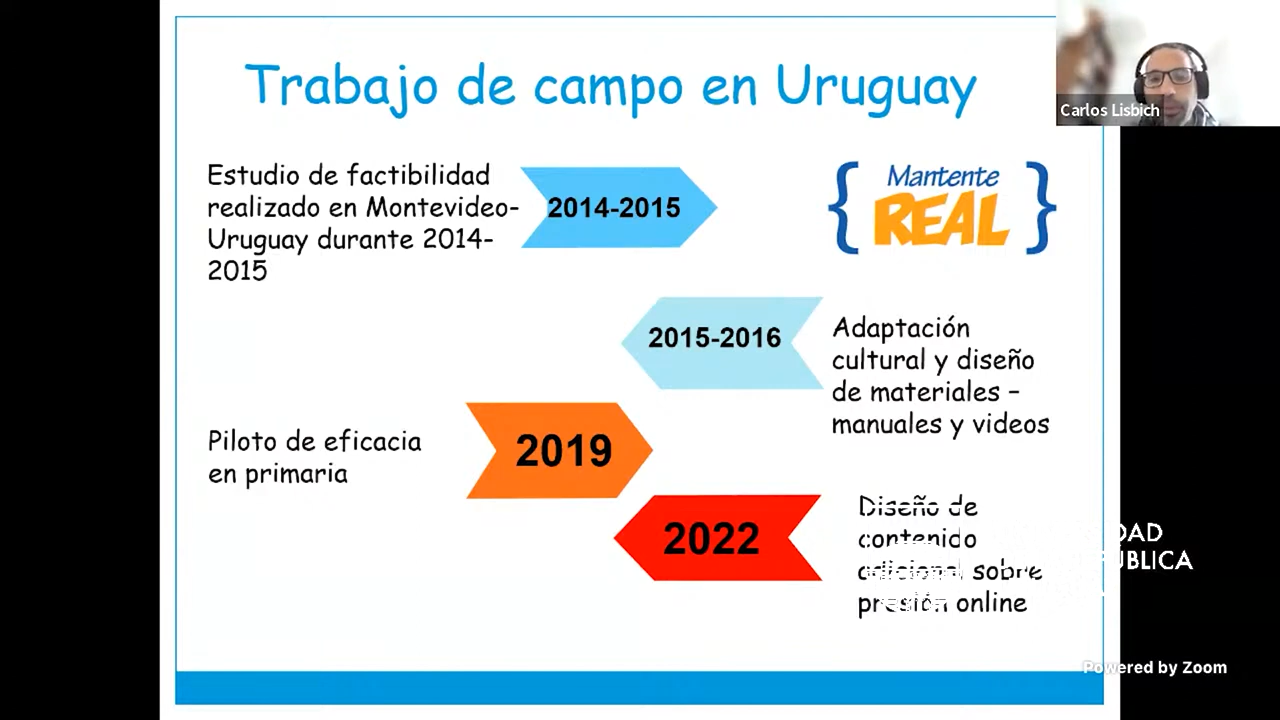 Trabajo de campo en Uruguay
Carlos Lisbich
Estudio de factibilidad
realizado en Montevideo-
Uruguay durante 2014-
2015
2014-2015
Mantente
REAL
2015-2016
Adaptación
cultural y diseño
de materiales –
manuales y videos
Piloto de eficacia
en primaria
2019
2022
Diseño de
contenido
adicional sobre
presión online
Powered by Zoom